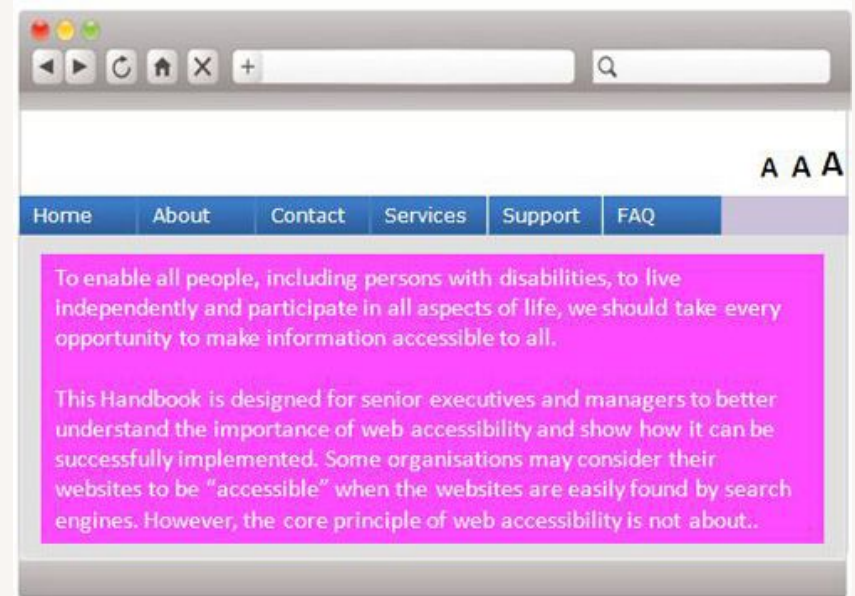 A A A
Home About Contact Services Support FAQ
To enable all people, including persons with disabilities, to live
independently and participate in all aspects of life, we should take every
opportunity to make information accessible to all.
This Handbook is designed for senior executives and managers to better
understand the importance of web accessibility and show how it can be
successfully implemented. Some organisations may consider their
websites to be “accessible” when the websites are easily found by search
engines. However, the core principle of web accessibility is not about..